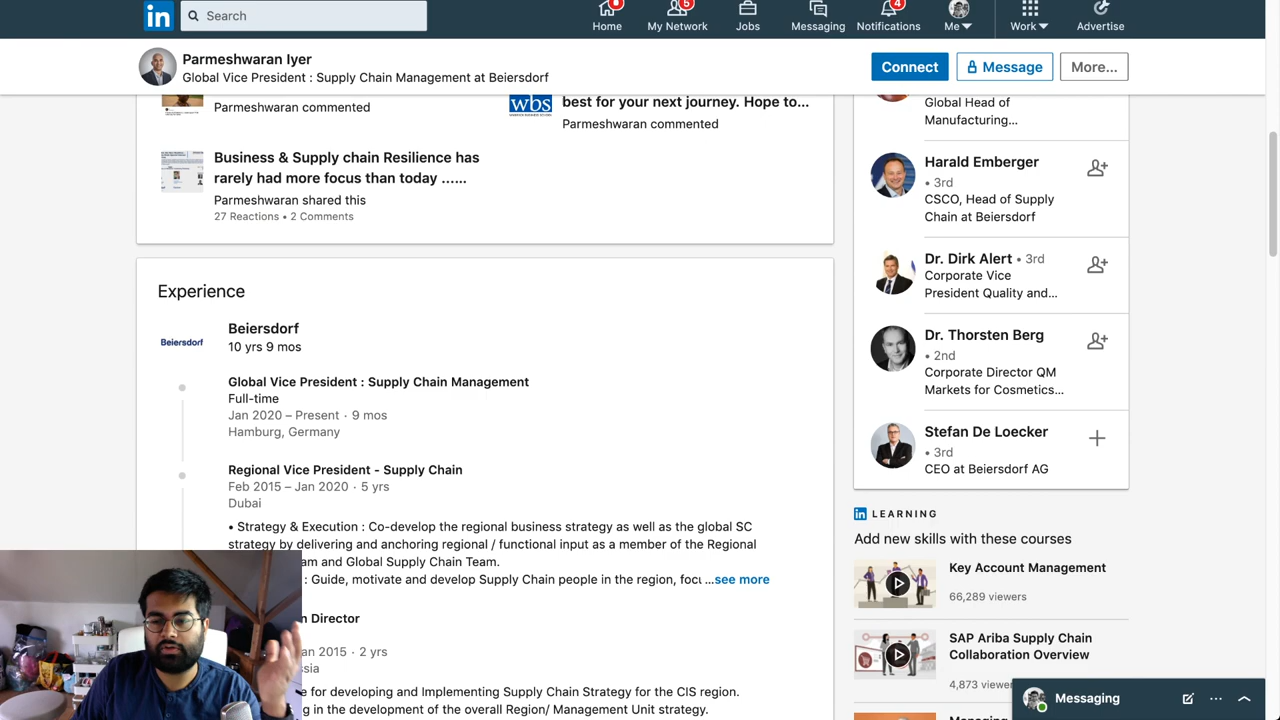 in
Search
Home
5
My Network
Jobs
Messaging
4
Notifications
Me
Work
Advertise
Parmeshwaran Iyer
Global Vice President : Supply Chain Management at Beiersdorf
Connect
Message
More...
Parmeshwaran commented
wbs
best for your next journey. Hope to...
Parmeshwaran commented
Business & Supply chain Resilience has
rarely had more focus than today ......
Parmeshwaran shared this
27 Reactions • 2 Comments
Experience
Beiersdorf
Beiersdorf
10 yrs 9 mos
Global Vice President : Supply Chain Management
Full-time
Jan 2020 – Present · 9 mos
Hamburg, Germany
Regional Vice President - Supply Chain
Feb 2015 – Jan 2020 · 5 yrs
Dubai
• Strategy & Execution : Co-develop the regional business strategy as well as the global SC
strategy by delivering and anchoring regional / functional input as a member of the Regional
am and Global Supply Chain Team.
: Guide, motivate and develop Supply Chain people in the region, focu ...see more
n Director
an 2015 · 2 yrs
ssia
e for developing and Implementing Supply Chain Strategy for the CIS region.
g in the development of the overall Region/ Management Unit strategy.
Global Head of
Manufacturing...
Harald Emberger
• 3rd
CSCO, Head of Supply
Chain at Beiersdorf
Dr. Dirk Alert • 3rd
Corporate Vice
President Quality and...
Dr. Thorsten Berg
• 2nd
Corporate Director QM
Markets for Cosmetics...
Stefan De Loecker
• 3rd
CEO at Beiersdorf AG
in LEARNING
Add new skills with these courses
Key Account Management
66,289 viewers
SAP Ariba Supply Chain
Collaboration Overview
4,873 viewers
Messaging